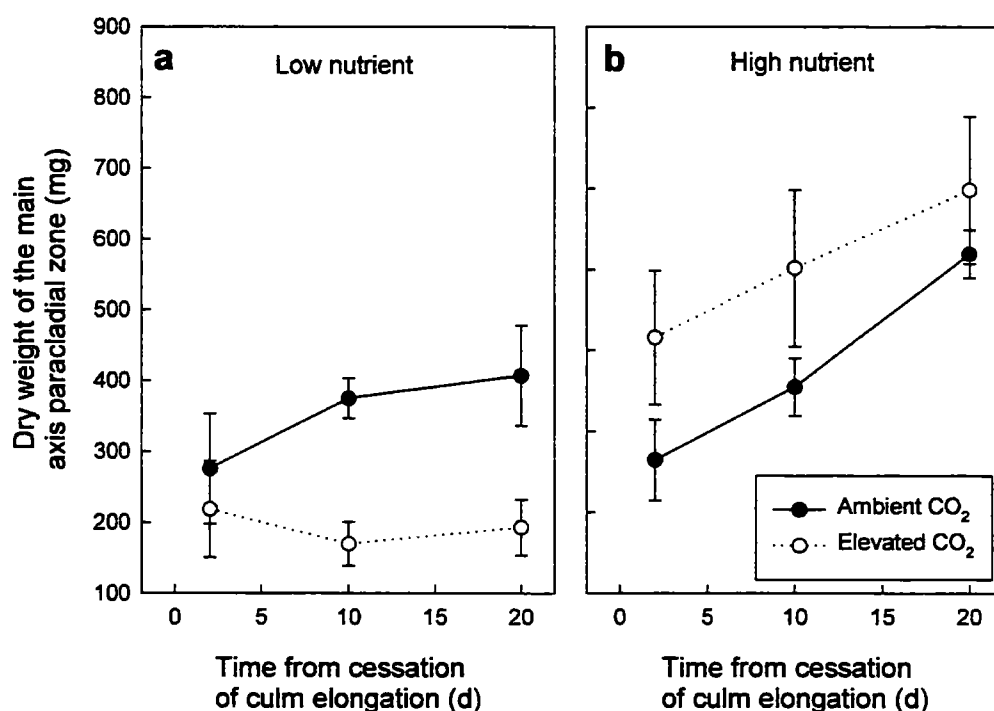 Dry weight of the main
axis paracladial zone (mg)
900
800
700
600
500
400
300
200
100
a
Low nutrient
0
5
10
15
20
Time from cessation
of culm elongation (d)
b
High nutrient
Ambient CO₂
Elevated CO₂
0
5
10
15
20
Time from cessation
of culm elongation (d)